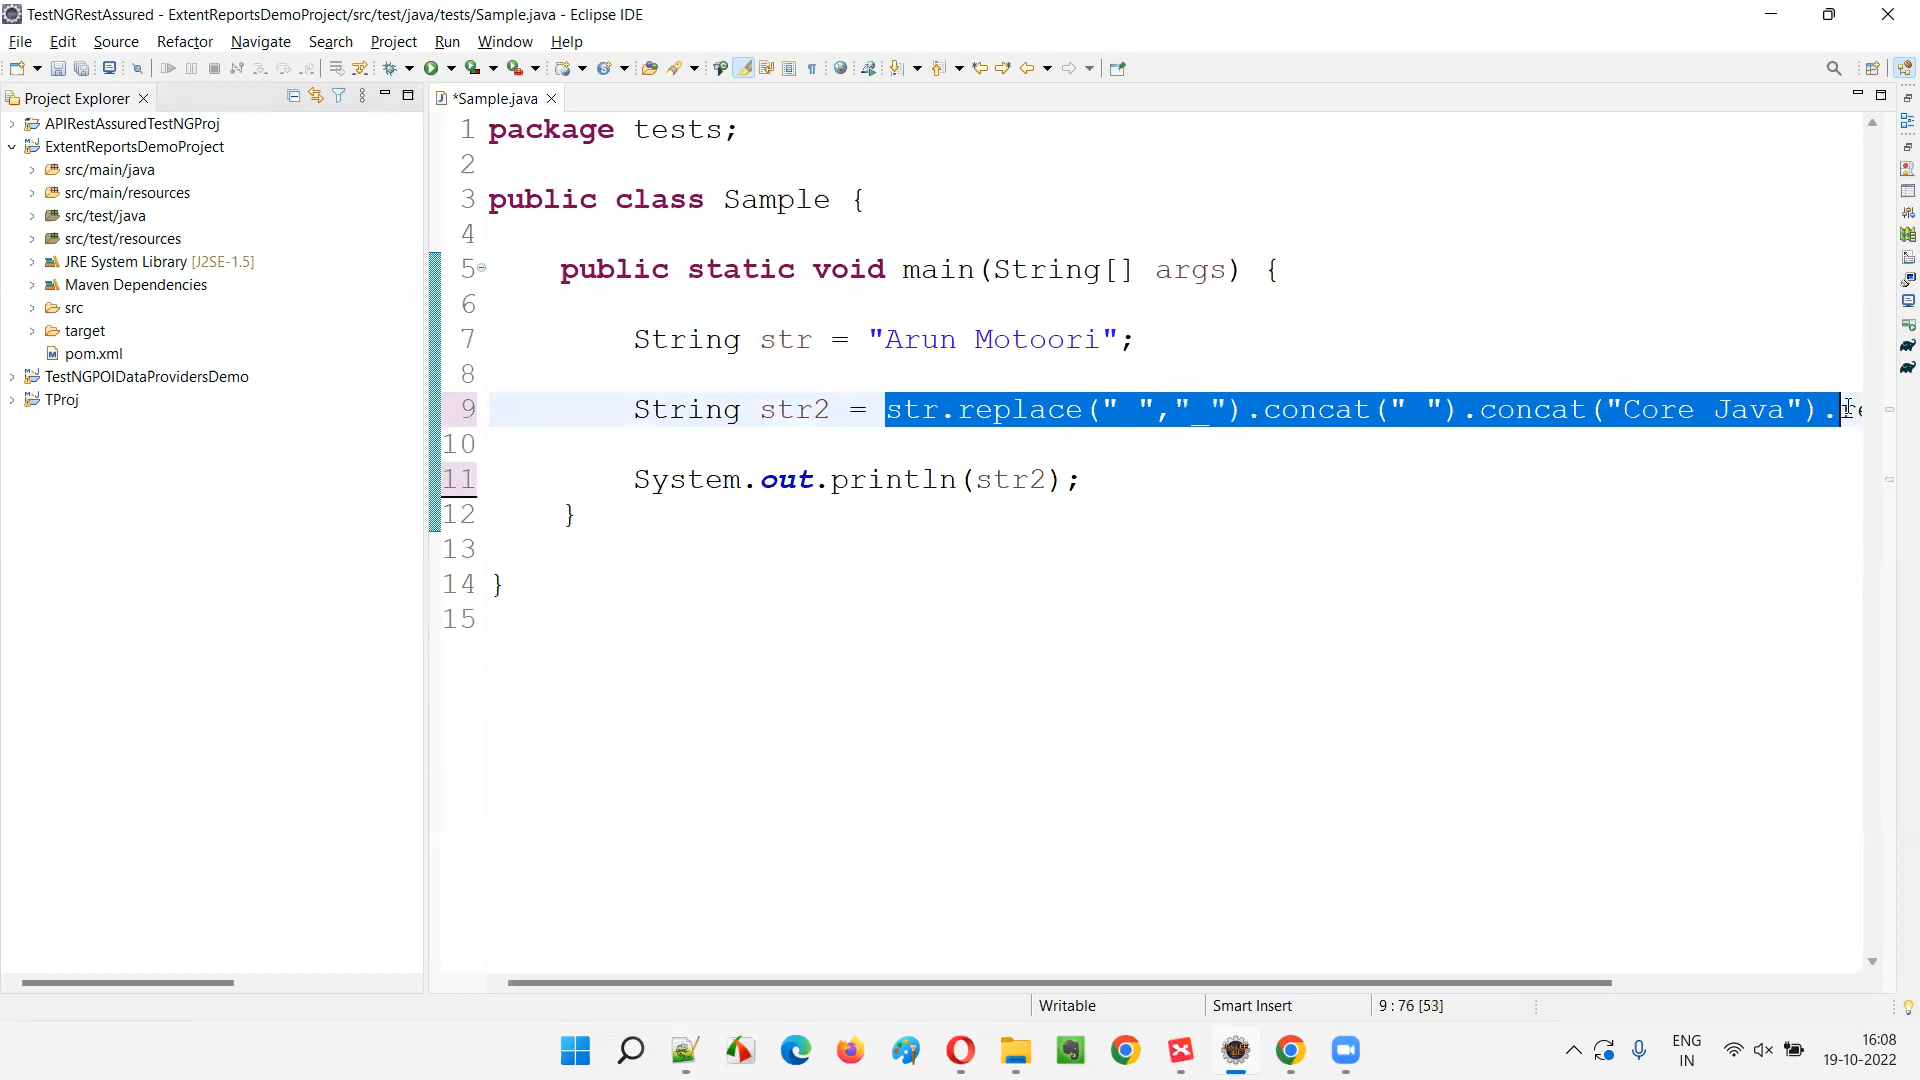 TestNGRestAssured - ExtentReportsDemoProject/src/test/java/tests/Sample.java - Eclipse IDE
File Edit Source Refactor Navigate Search Project Run Window Help
Project Explorer
*Sample.java
APIRestAssuredTestNGProj
ExtentReportsDemoProject
src/main/java
src/main/resources
src/test/java
src/test/resources
JRE System Library [J2SE-1.5]
Maven Dependencies
src
target
pom.xml
TestNGPOIDataProvidersDemo
TProj
1 package tests;
2
3 public class Sample {
4
5 public static void main(String[] args) {
6
7 String str = "Arun Motoori";
8
9 String str2 = str.replace(" ","_").concat(" ").concat("Core Java").
10
11 System.out.println(str2);
12 }
13
14 }
15
Writable Smart Insert 9 : 76 [53]
ENG
IN
16:08
19-10-2022